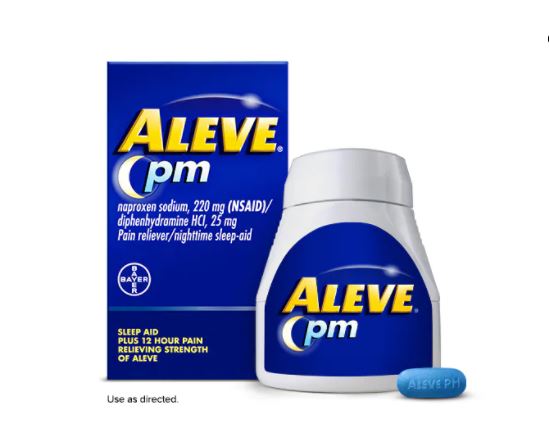 ALEVE®
pm
naproxen sodium, 220 mg (NSAID)/
diphenhydramine HCl, 25 mg
Pain reliever/nighttime sleep-aid
BAYER
BAYER
SLEEP AID
PLUS 12 HOUR PAIN
RELIEVING STRENGTH
OF ALEVE
ALEVE®
pm
ALEVE PM
Use as directed.